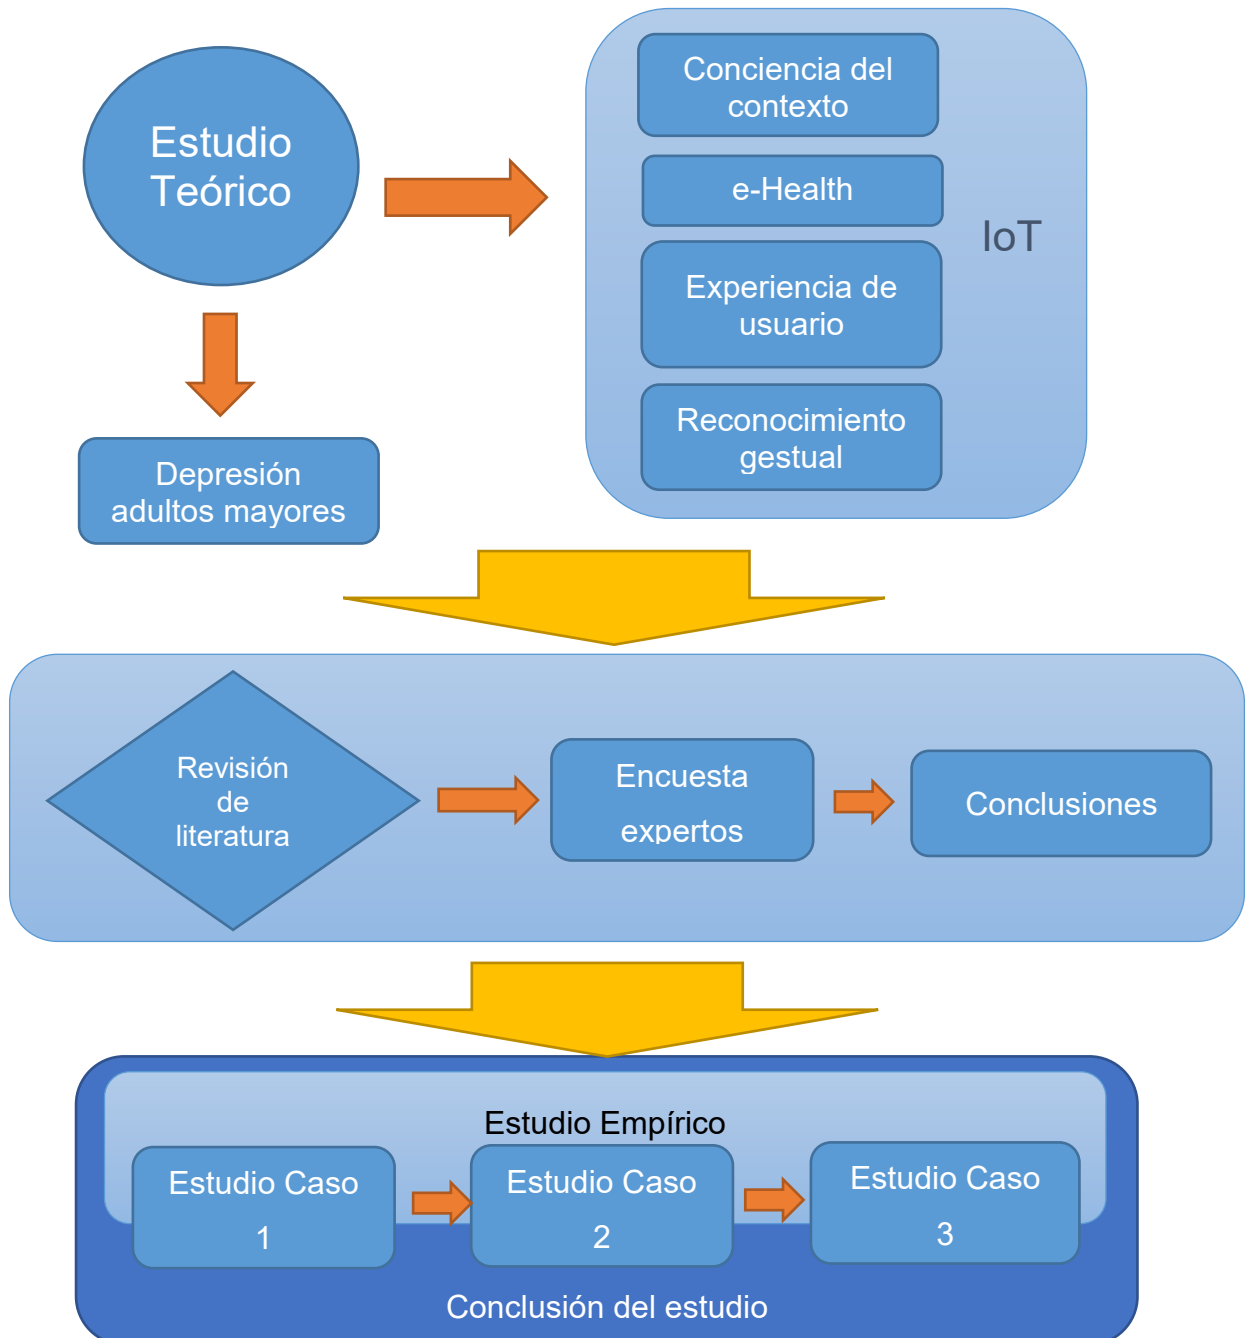 Estudio
Teórico
Conciencia del
contexto
e-Health
Experiencia de
usuario
Reconocimiento
gestual
IoT
Depresión
adultos mayores
Revisión
de
literatura
Encuesta
expertos
Conclusiones
Estudio Empírico
Estudio Caso
1
Estudio Caso
2
Estudio Caso
3
Conclusión del estudio